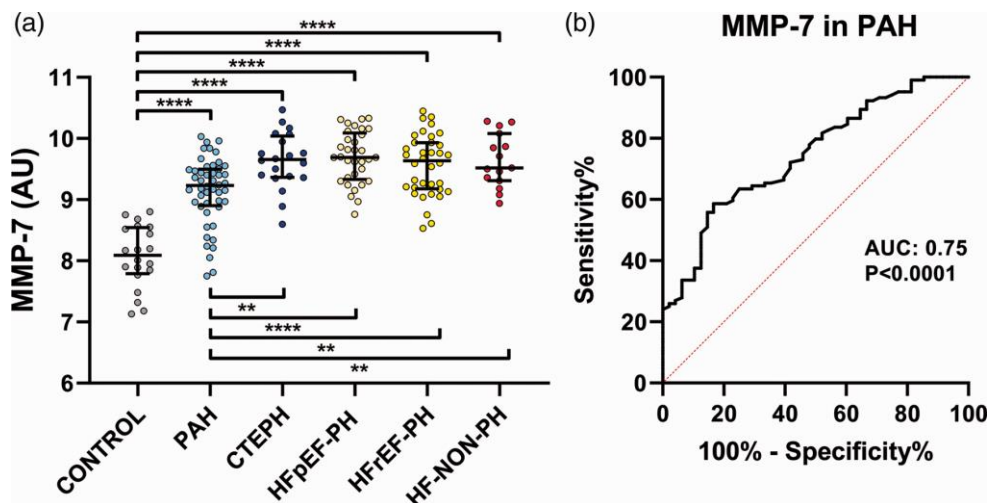 (a)
****
****
****
****
****
MMP-7 (AU)
11
10
9
8
7
6
**
****
**
**
CONTROL
PAH
CTEPH
HFpEF-PH
HFrEF-PH
HF-NON-PH
(b)
MMP-7 in PAH
Sensitivity%
100
80
60
40
20
0
AUC: 0.75
P<0.0001
0
20
40
60
80
100
100% - Specificity%